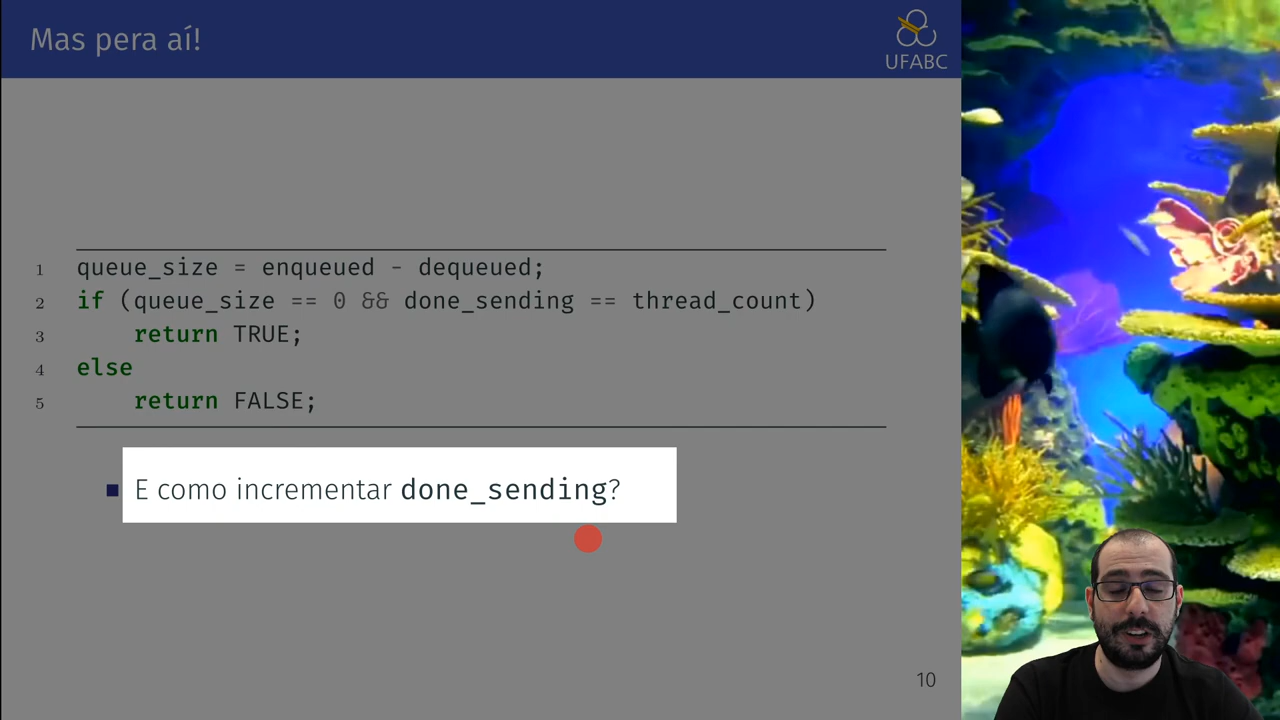 Mas pera aí!
UFABC
1 queue_size = enqueued - dequeued;
2 if (queue_size == 0 && done_sending == thread_count)
3     return TRUE;
4 else
5     return FALSE;
E como incrementar done_sending?
10